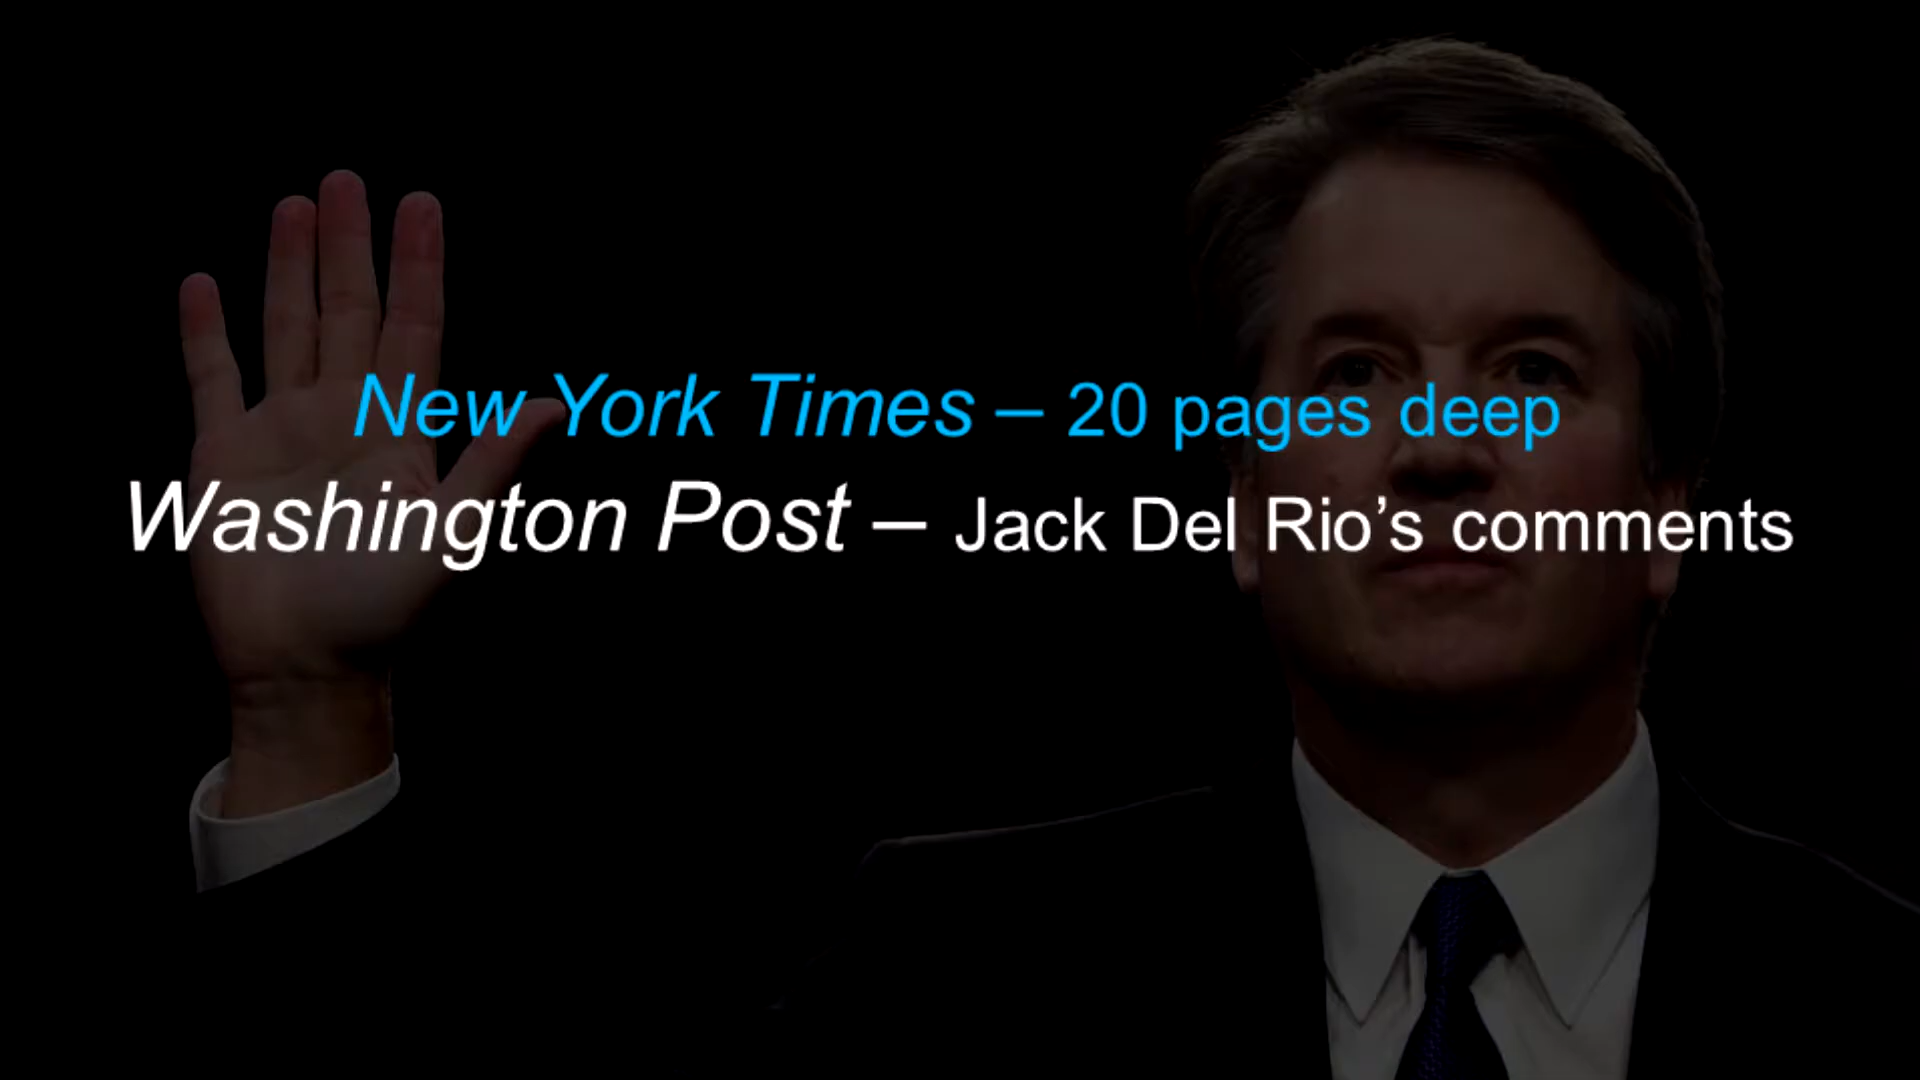 New York Times – 20 pages deep
Washington Post – Jack Del Rio’s comments